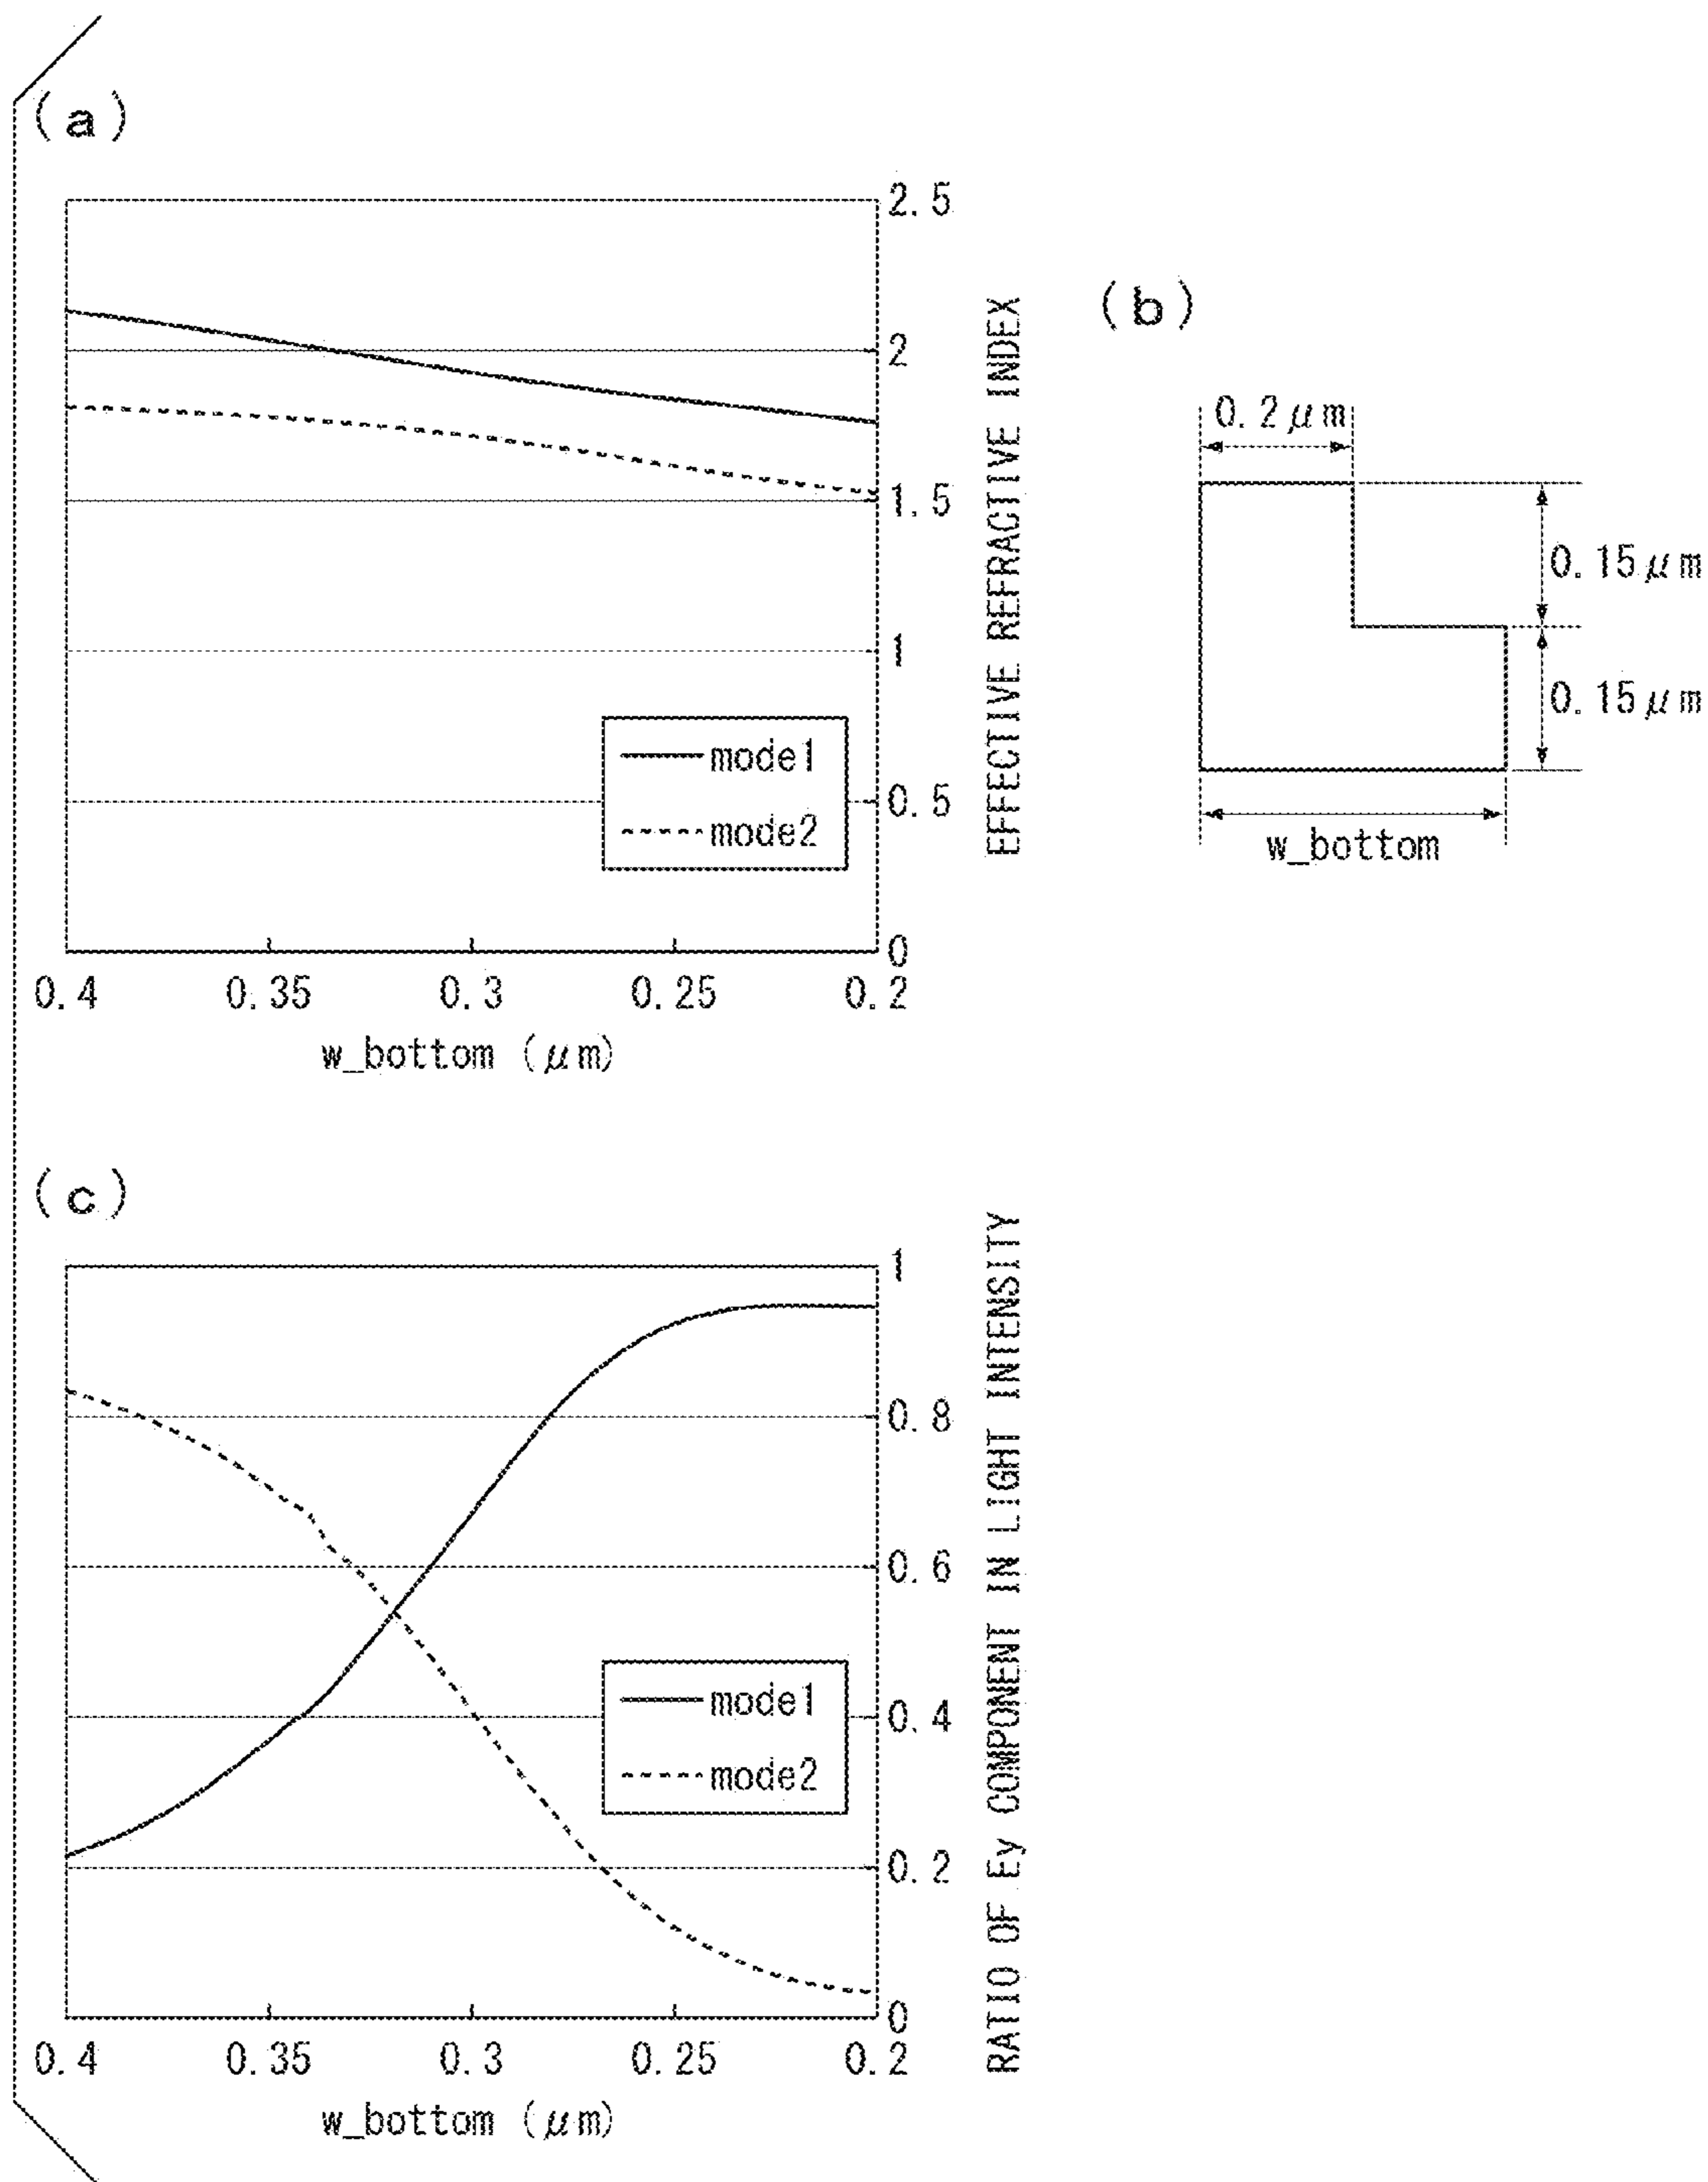 (a)
2.5
2
1.5
1
0.5
0
EFFECTIVE REFRACTIVE INDEX
mode1
mode2
0.4 0.35 0.3 0.25 0.2
w_bottom (μm)
(b)
0.2μm
0.15μm
0.15μm
w_bottom
(c)
1
0.8
0.6
0.4
0.2
0
RATIO OF Ey COMPONENT IN LIGHT INTENSITY
mode1
mode2
0.4 0.35 0.3 0.25 0.2
w_bottom (μm)